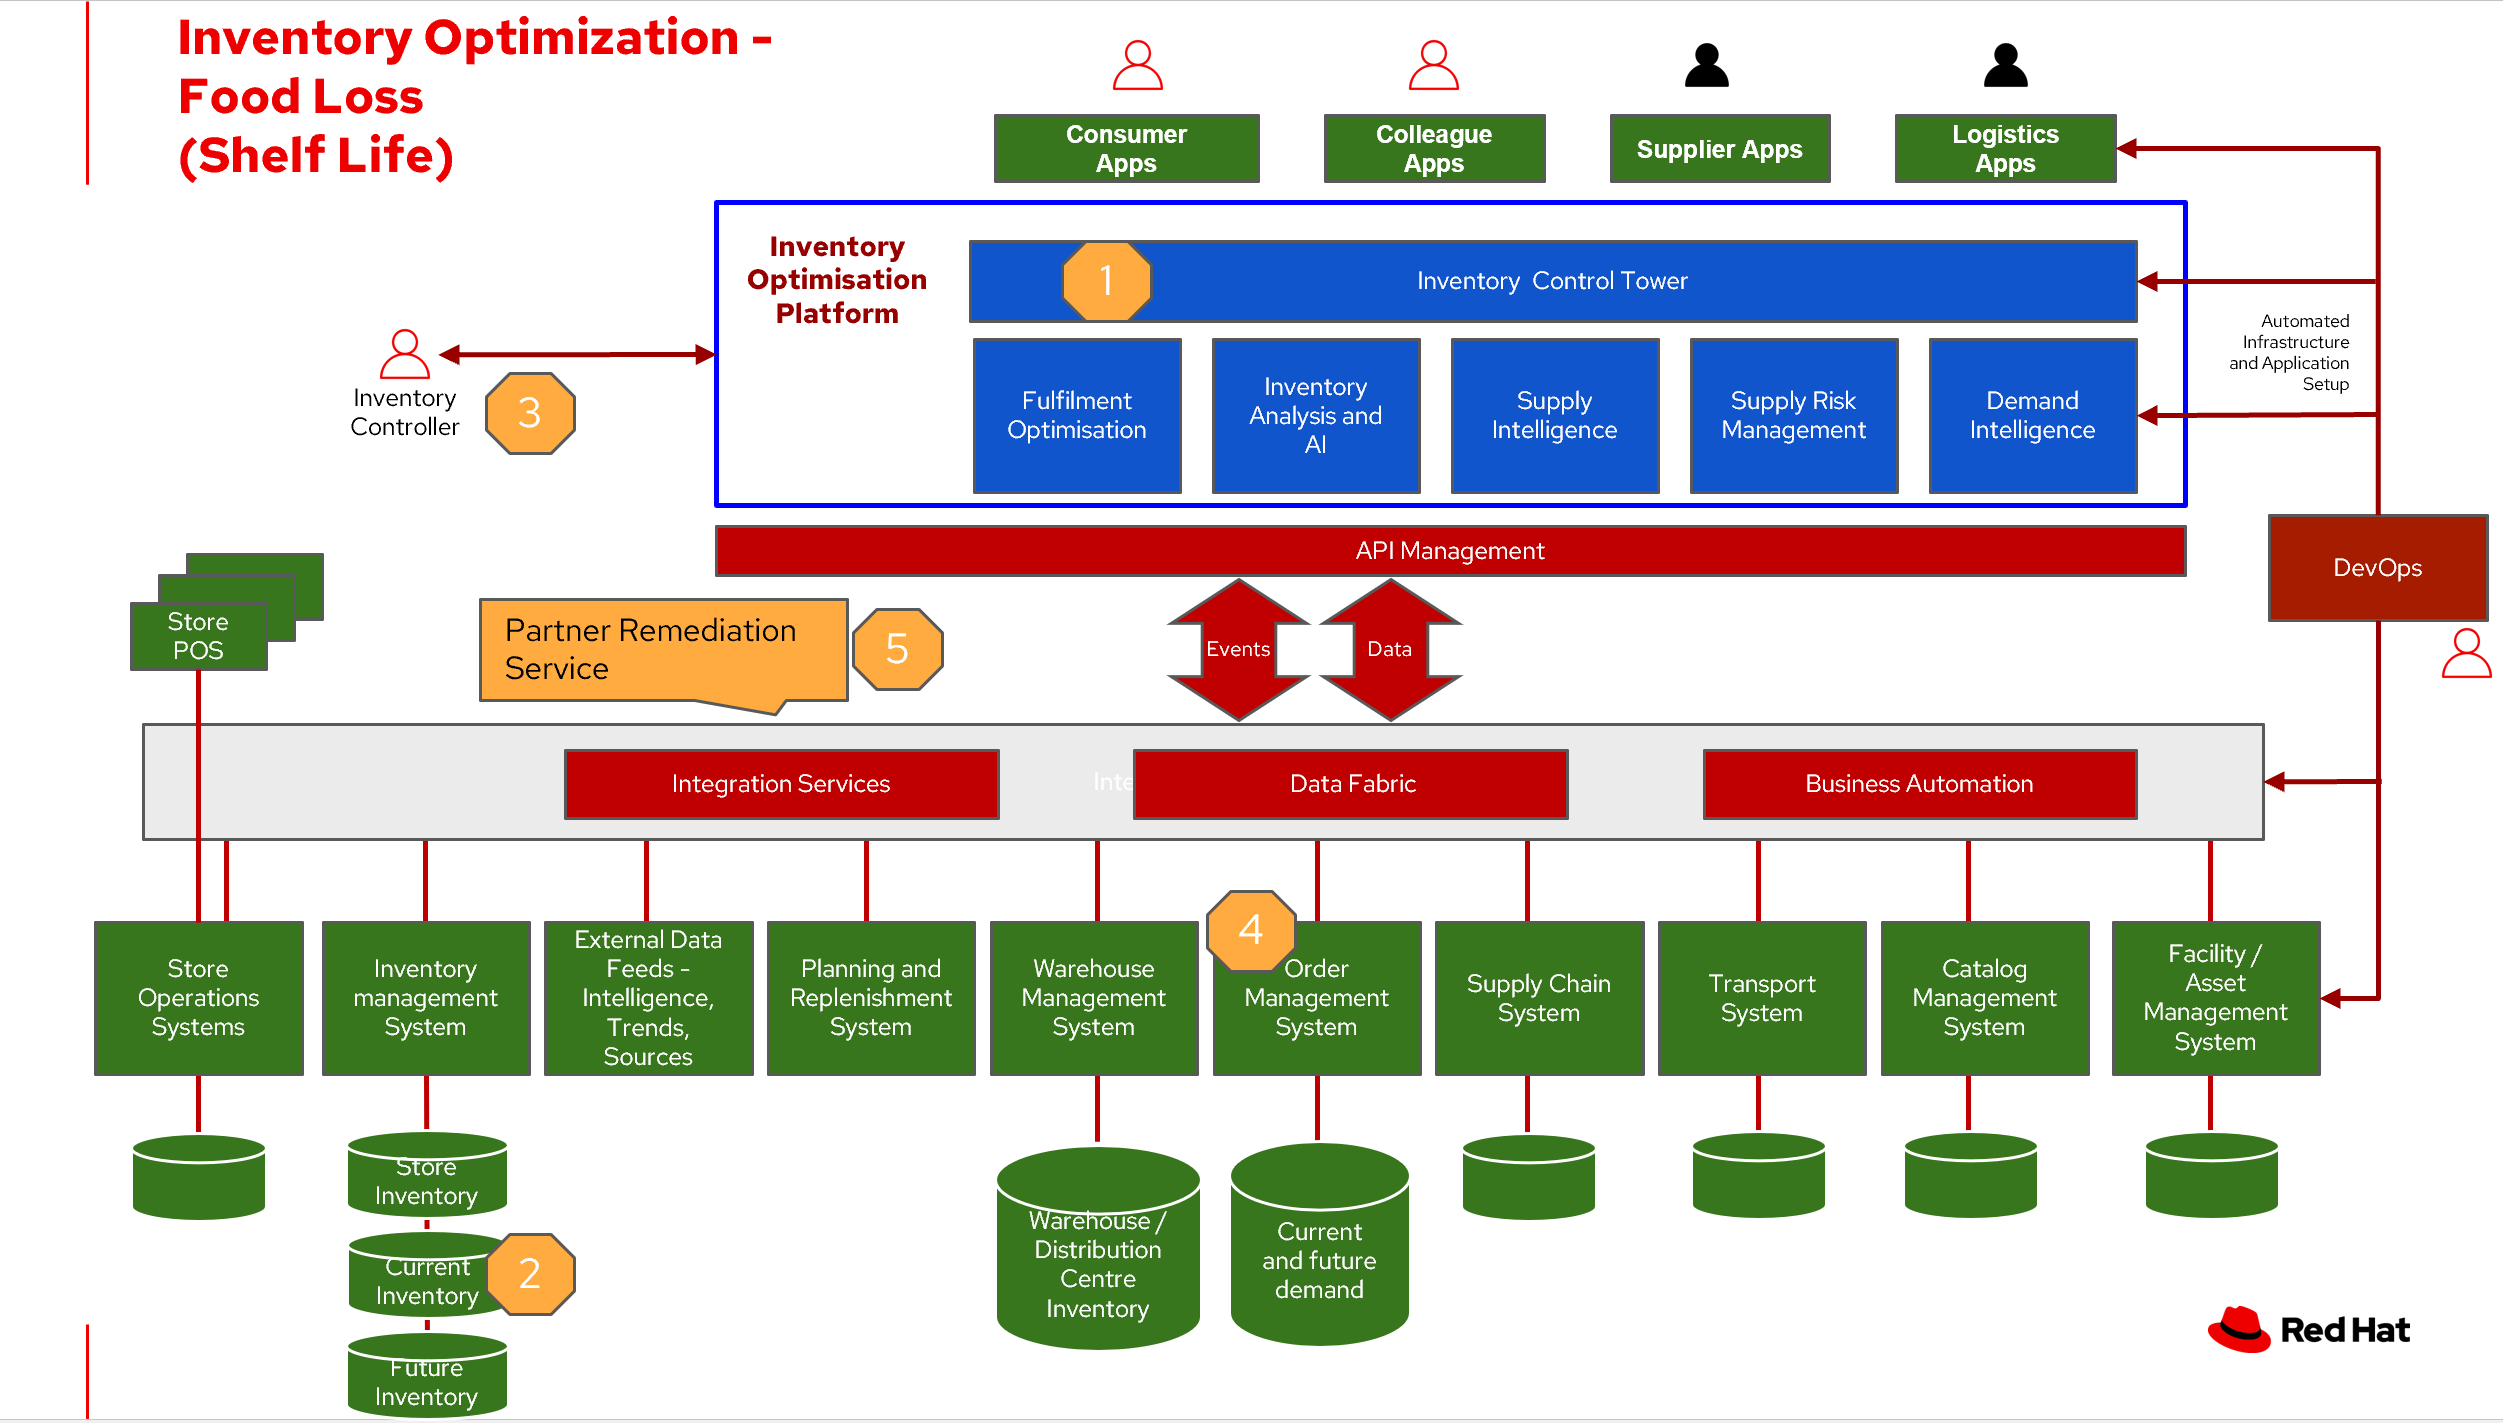 Inventory Optimization -
Food Loss
(Shelf Life)
Consumer
Apps
Colleague
Apps
Supplier Apps
Logistics
Apps
Inventory
Optimisation
Platform
1
Inventory Control Tower
Fulfilment
Optimisation
Inventory
Analysis and
AI
Supply
Intelligence
Supply Risk
Management
Demand
Intelligence
Automated
Infrastructure
and Application
Setup
Inventory
Controller
3
API Management
DevOps
Store
POS
Partner Remediation
Service
5
Events
Data
Integration Services
Inte
Data Fabric
Business Automation
Store
Operations
Systems
Inventory
management
System
External Data
Feeds -
Intelligence,
Trends,
Sources
Planning and
Replenishment
System
Warehouse
Management
System
4
Order
Management
System
Supply Chain
System
Transport
System
Catalog
Management
System
Facility /
Asset
Management
System
Store
Inventory
Current
Inventory
2
Future
Inventory
Warehouse /
Distribution
Centre
Inventory
Current
and future
demand
Red Hat